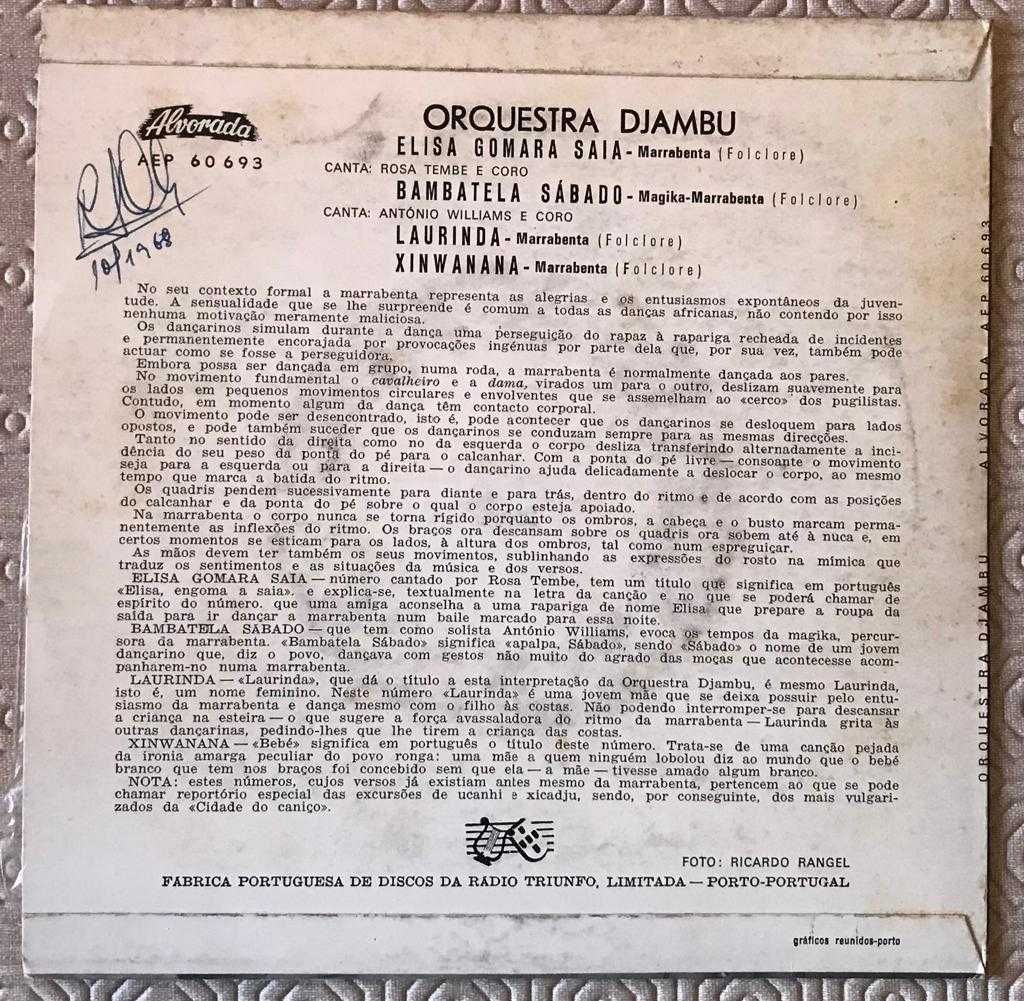 Alvorada
AEP 60 693
10/1968
ORQUESTRA DJAMBU
ELISA GOMARA SAIA - Marrabenta (Folclore)
CANTA: ROSA TEMBE E CORO
BAMBATELA SÁBADO - Magika-Marrabenta (Folclore)
CANTA: ANTÓNIO WILLIAMS E CORO
LAURINDA - Marrabenta (Folclore)
XINWANANA - Marrabenta (Folclore)
No seu contexto formal a marrabenta representa as alegrias e os entusiasmos expontâneos da juven-
tude. A sensualidade que se lhe surpreende é comum a todas as danças africanas, não contendo por isso
nenhuma motivação meramente maliciosa.
Os dançarinos simulam durante a dança uma perseguição do rapaz à rapariga recheada de incidentes
e permanentemente encorajada por provocações ingénuas por parte dela que, por sua vez, também pode
actuar como se fosse a perseguidora.
Embora possa ser dançada em grupo, numa roda, a marrabenta é normalmente dançada aos pares.
No movimento fundamental o cavalheiro e a dama, virados um para o outro, deslizam suavemente para
os lados em pequenos movimentos circulares e envolventes que se assemelham ao «cerco» dos pugilistas.
Contudo, em momento algum da dança têm contacto corporal.
O movimento pode ser desencontrado, isto é, pode acontecer que os dançarinos se desloquem para lados
opostos, e pode também suceder que os dançarinos se conduzam sempre para as mesmas direcções.
Tanto no sentido da direita como no da esquerda o corpo desliza transferindo alternadamente a inci-
dência do seu peso da ponta do pé para o calcanhar. Com a ponta do pé livre — consoante o movimento
seja para a esquerda ou para a direita — o dançarino ajuda delicadamente a deslocar o corpo, ao mesmo
tempo que marca a batida do ritmo.
Os quadris pendem sucessivamente para diante e para trás, dentro do ritmo e de acordo com as posições
do calcanhar e da ponta do pé sobre o qual o corpo esteja apoiado.
Na marrabenta o corpo nunca se torna rígido porquanto os ombros, a cabeça e o busto marcam perma-
nentemente as inflexões do ritmo. Os braços ora descansam sobre os quadris ora sobem até à nuca e, em
certos momentos se esticam para os lados, à altura dos ombros, tal como num espreguiçar.
As mãos devem ter também os seus movimentos, sublinhando as expressões do rosto na mímica que
traduz os sentimentos e as situações da música e dos versos.
ELISA GOMARA SAIA — número cantado por Rosa Tembe, tem um título que significa em português
«Elisa, engoma a saia». e explica-se, textualmente na letra da canção e no que se poderá chamar de
espírito do número. que uma amiga aconselha a uma rapariga de nome Elisa que prepare a roupa da
saída para ir dançar a marrabenta num baile marcado para essa noite.
BAMBATELA SÁBADO — que tem como solista António Williams, evoca os tempos da magika, percur-
sora da marrabenta. «Bambatela Sábado» significa «apalpa, Sábado», sendo «Sábado» o nome de um jovem
dançarino que, diz o povo, dançava com gestos não muito do agrado das moças que acontecesse acom-
panharem-no numa marrabenta.
LAURINDA — «Laurinda», que dá o título a esta interpretação da Orquestra Djambu, é mesmo Laurinda,
isto é, um nome feminino. Neste número «Laurinda» é uma jovem mãe que se deixa possuir pelo entu-
siasmo da marrabenta e dança mesmo com o filho às costas. Não podendo interromper-se para descansar
a criança na esteira — o que sugere a força avassaladora do ritmo da marrabenta — Laurinda grita às
outras dançarinas, pedindo-lhes que lhe tirem a criança das costas.
XINWANANA — «Bebé» significa em português o título deste número. Trata-se de uma canção pejada
da ironia amarga peculiar do povo ronga: uma mãe a quem ninguém lobolou diz ao mundo que o bebé
branco que tem nos braços foi concebido sem que ela — a mãe — tivesse amado algum branco.
NOTA: estes números, cujos versos já existiam antes mesmo da marrabenta, pertencem ao que se pode
chamar reportório especial das excursões de ucanhi e xicadju, sendo, por conseguinte, dos mais vulgari-
zados da «Cidade do caniço».
FOTO: RICARDO RANGEL
FÁBRICA PORTUGUESA DE DISCOS DA RÁDIO TRIUNFO, LIMITADA — PORTO-PORTUGAL
gráficos reunidos-porto
ORQUESTRA DJAMBU ALVORADA AEP 60 693